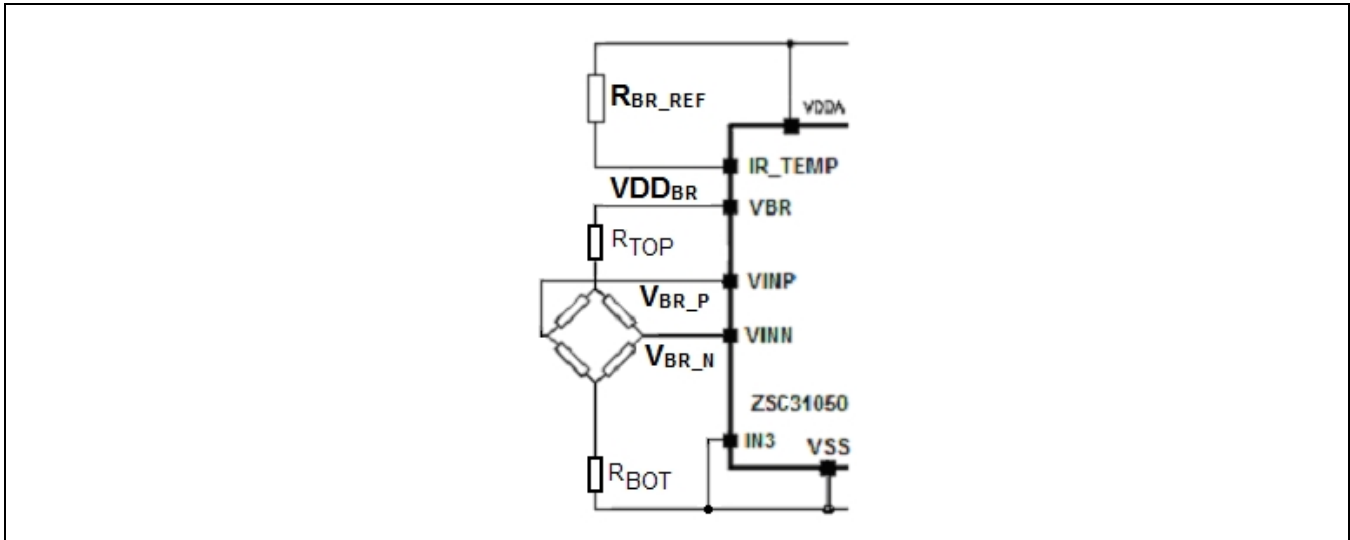 RBR_REF
VDDA
IR_TEMP
VDDBR
VBR
RTOP
VINP
VBR_P
VINN
VBR_N
ZSC31050
IN3
VSS
RBOT